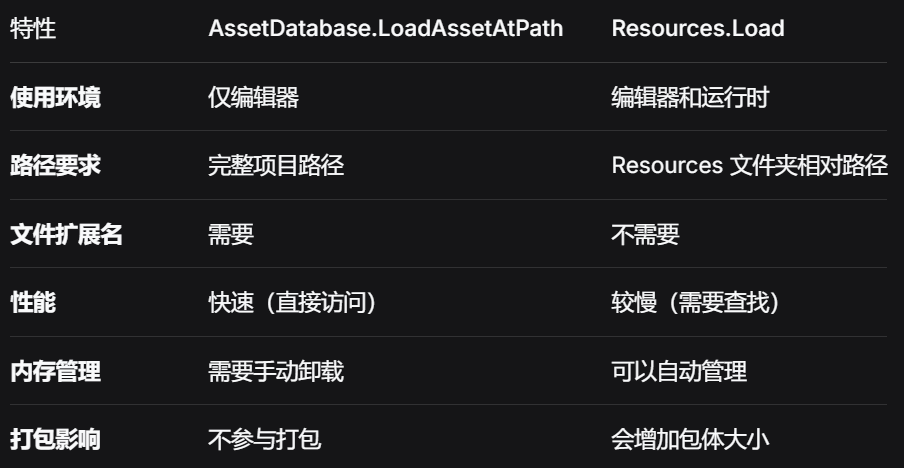 特性 AssetDatabase.LoadAssetAtPath Resources.Load
使用环境 仅编辑器 编辑器和运行时
路径要求 完整项目路径 Resources 文件夹相对路径
文件扩展名 需要 不需要
性能 快速（直接访问） 较慢（需要查找）
内存管理 需要手动卸载 可以自动管理
打包影响 不参与打包 会增加包体大小